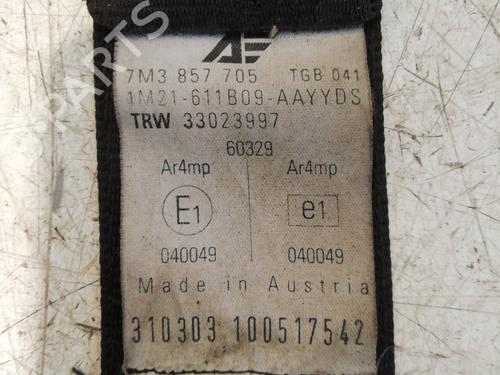 7M3 857 705 TGB 041
1M21-611B09-AAYYDS
TRW 33023997
60329
Ar4mp Ar4mp
E1 e1
040049 040049
Made in Austria
310303 100517542